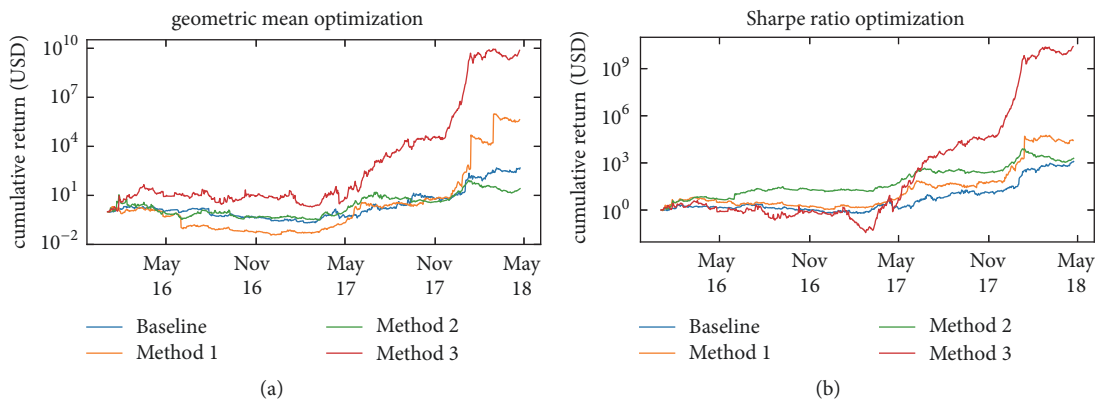 geometric mean optimization
cumulative return (USD)
10^10
10^7
10^4
10^1
10^−2
May 16
Nov 16
May 17
Nov 17
May 18
Baseline
Method 1
Method 2
Method 3
(a)
Sharpe ratio optimization
cumulative return (USD)
10^9
10^6
10^3
10^0
May 16
Nov 16
May 17
Nov 17
May 18
Baseline
Method 1
Method 2
Method 3
(b)